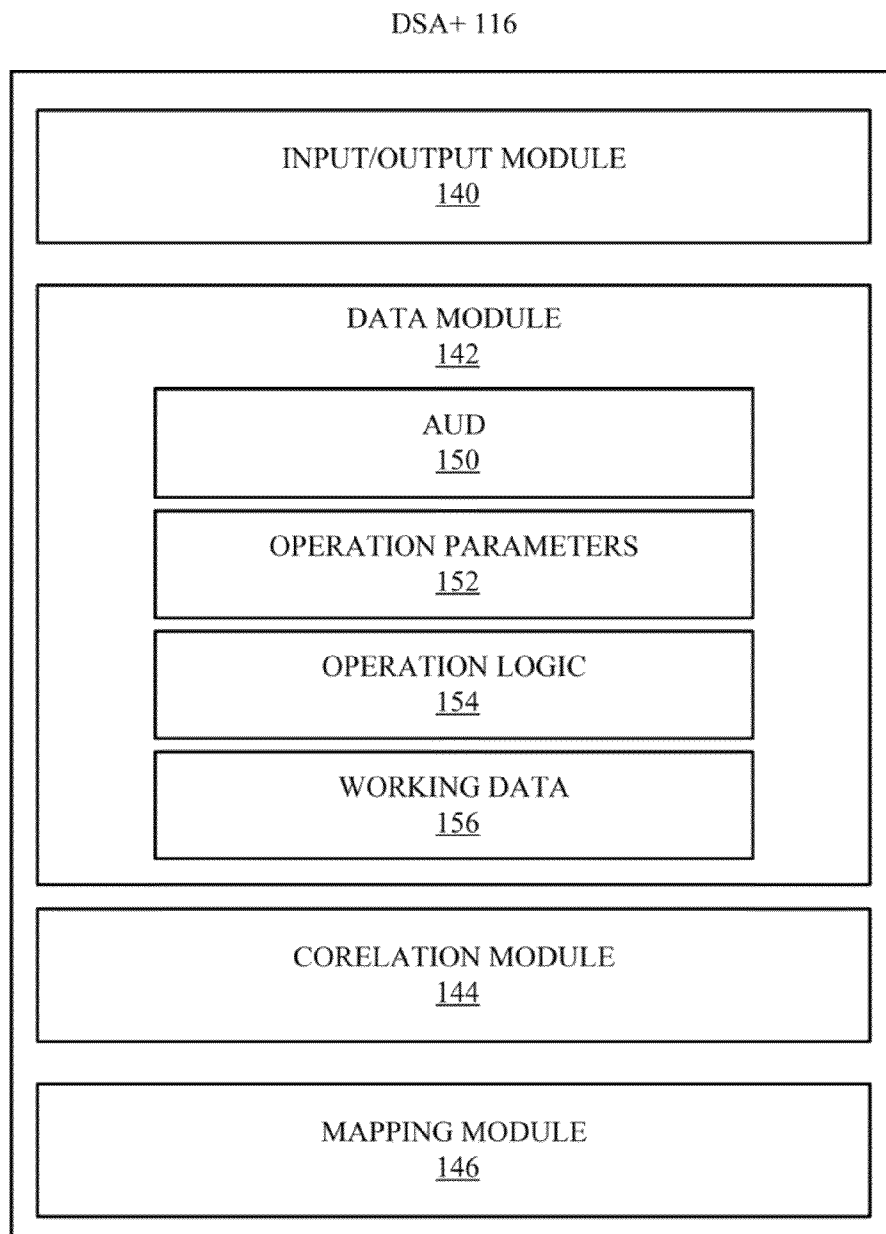 DSA+ 116
INPUT/OUTPUT MODULE
140
DATA MODULE
142
AUD
150
OPERATION PARAMETERS
152
OPERATION LOGIC
154
WORKING DATA
156
CORELATION MODULE
144
MAPPING MODULE
146